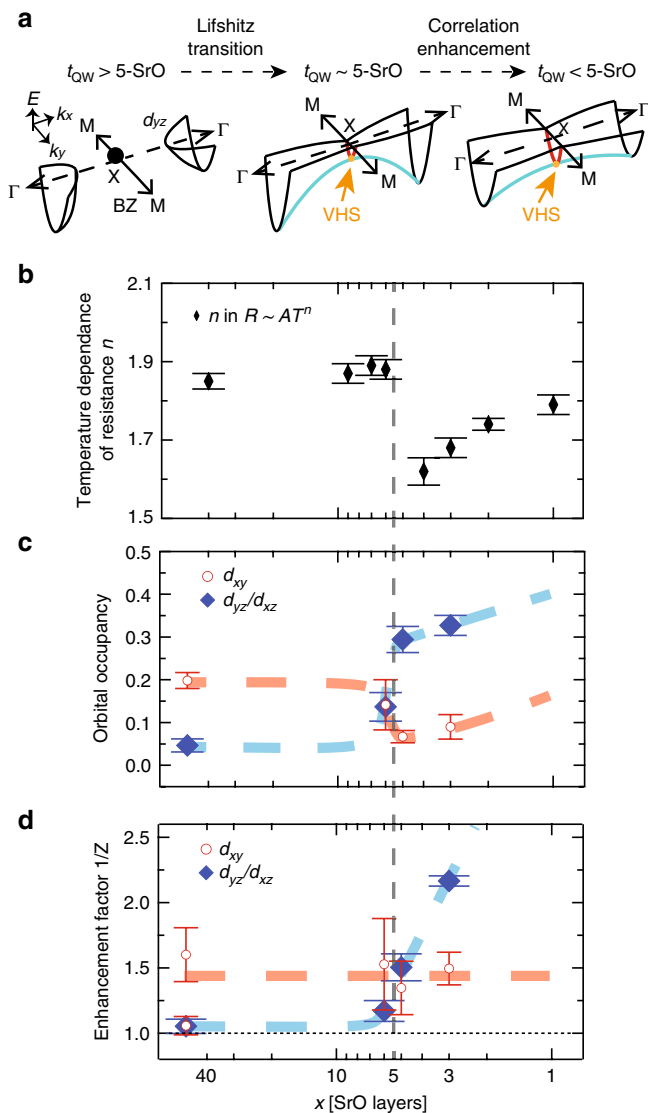 a
Lifshitz transition
Correlation enhancement
t_QW > 5-SrO
t_QW ~ 5-SrO
t_QW < 5-SrO
E
k_x
k_y
M
d_yz
Γ
X
Γ
BZ
M
M
X
Γ
Γ
M
VHS
M
X
Γ
Γ
M
VHS
b
Temperature dependance
of resistance n
2.1
1.9
1.7
1.5
n in R ~ AT^n
c
Orbital occupancy
0.5
0.4
0.3
0.2
0.1
0.0
d_xy
d_yz/d_xz
d
Enhancement factor 1/Z
2.5
2.0
1.5
1.0
d_xy
d_yz/d_xz
40
10
5
3
1
x [SrO layers]